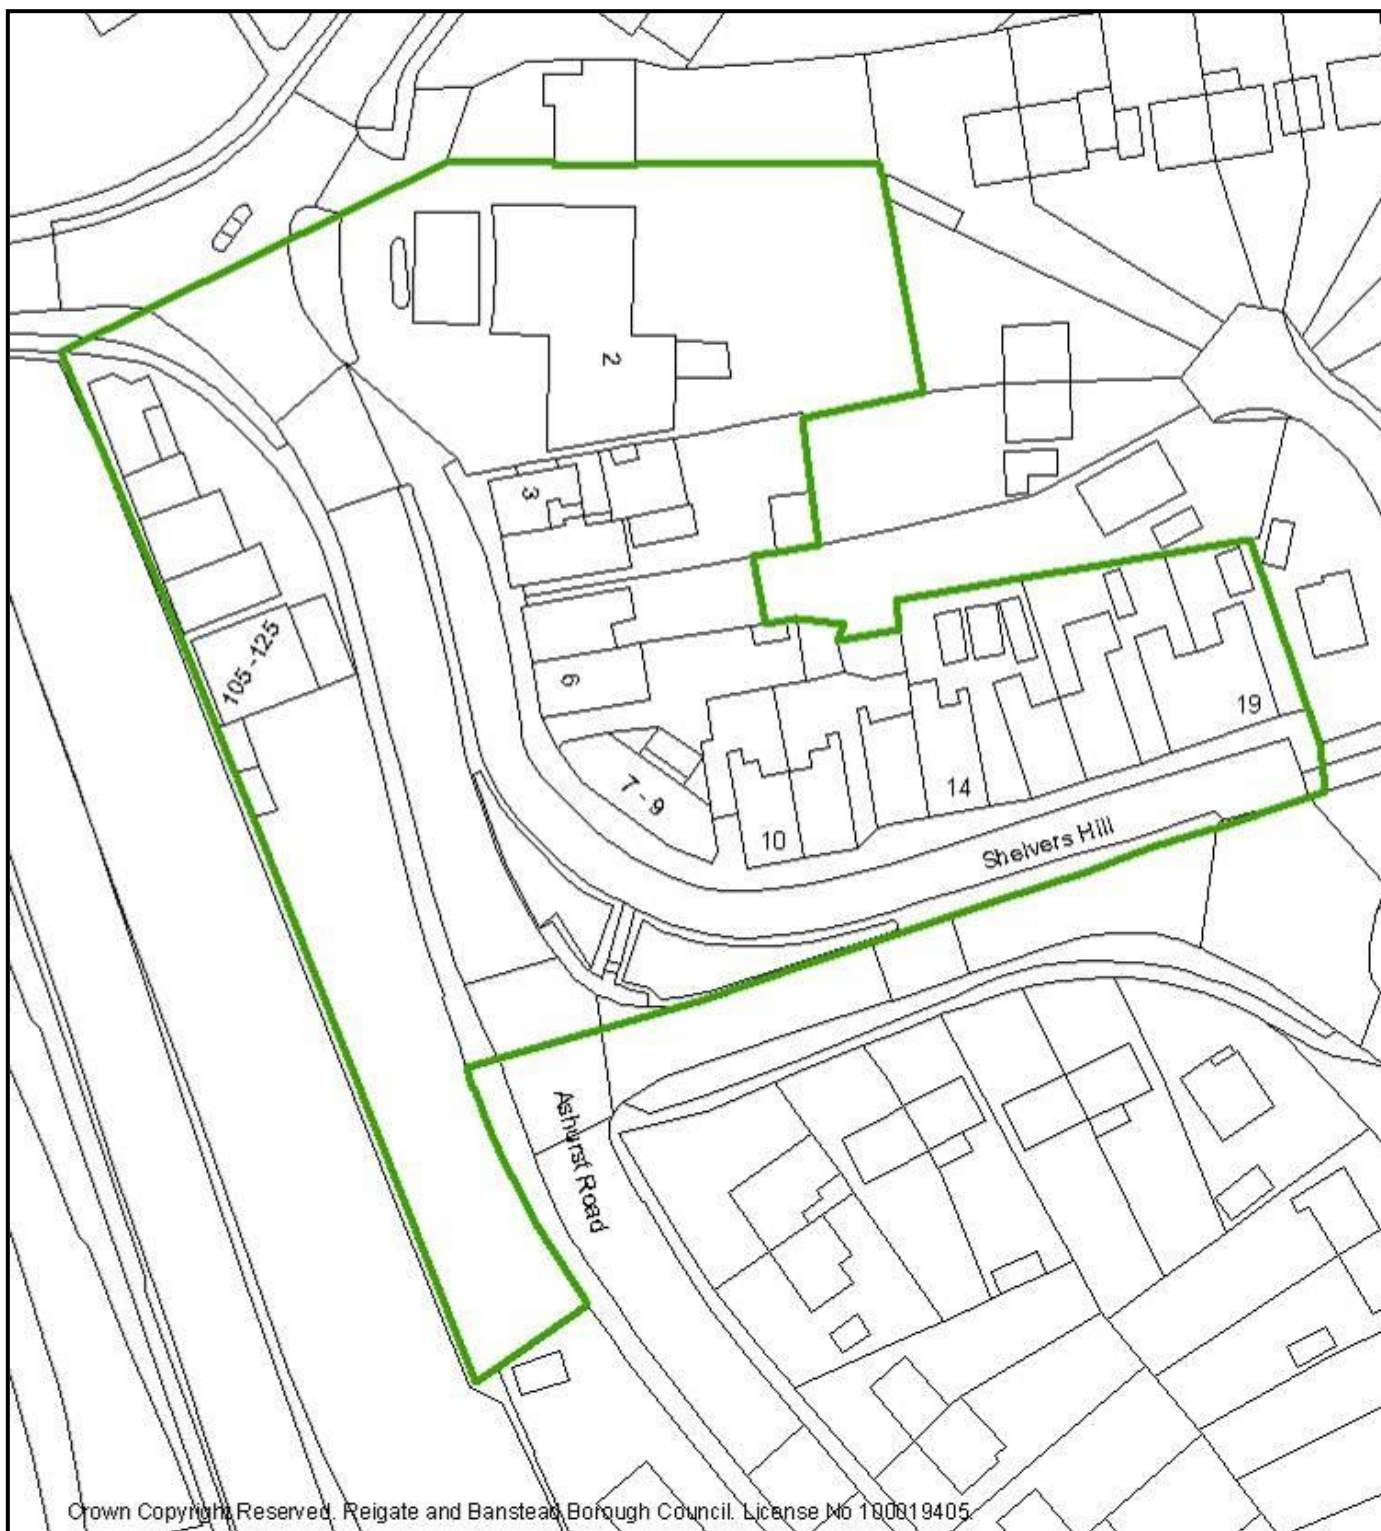 2
3
105 -125
6
7 - 9
19
14
10
Shelvers Hill
Ashurst Road
Crown Copyright Reserved. Reigate and Banstead Borough Council. License No 100019405.